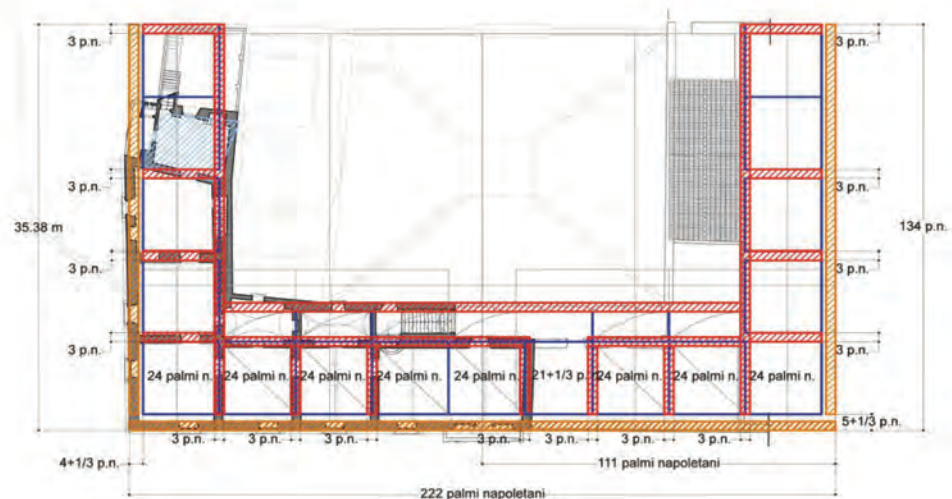 3 p.n. 3 p.n.
3 p.n. 3 p.n.
35.38 m 134 p.n.
3 p.n. 3 p.n.
3 p.n. 3 p.n.
24 palmi n. 24 palmi n. 24 palmi n. 24 palmi n. 24 palmi n. 21+1/3 p. n. 24 palmi n. 24 palmi n. 24 palmi n.
5+1/3 p.n.
3 p.n. 3 p.n. 3 p.n. 3 p.n. 3 p.n. 3 p.n. 3 p.n.
4+1/3 p.n. 111 palmi napoletani
222 palmi napoletani